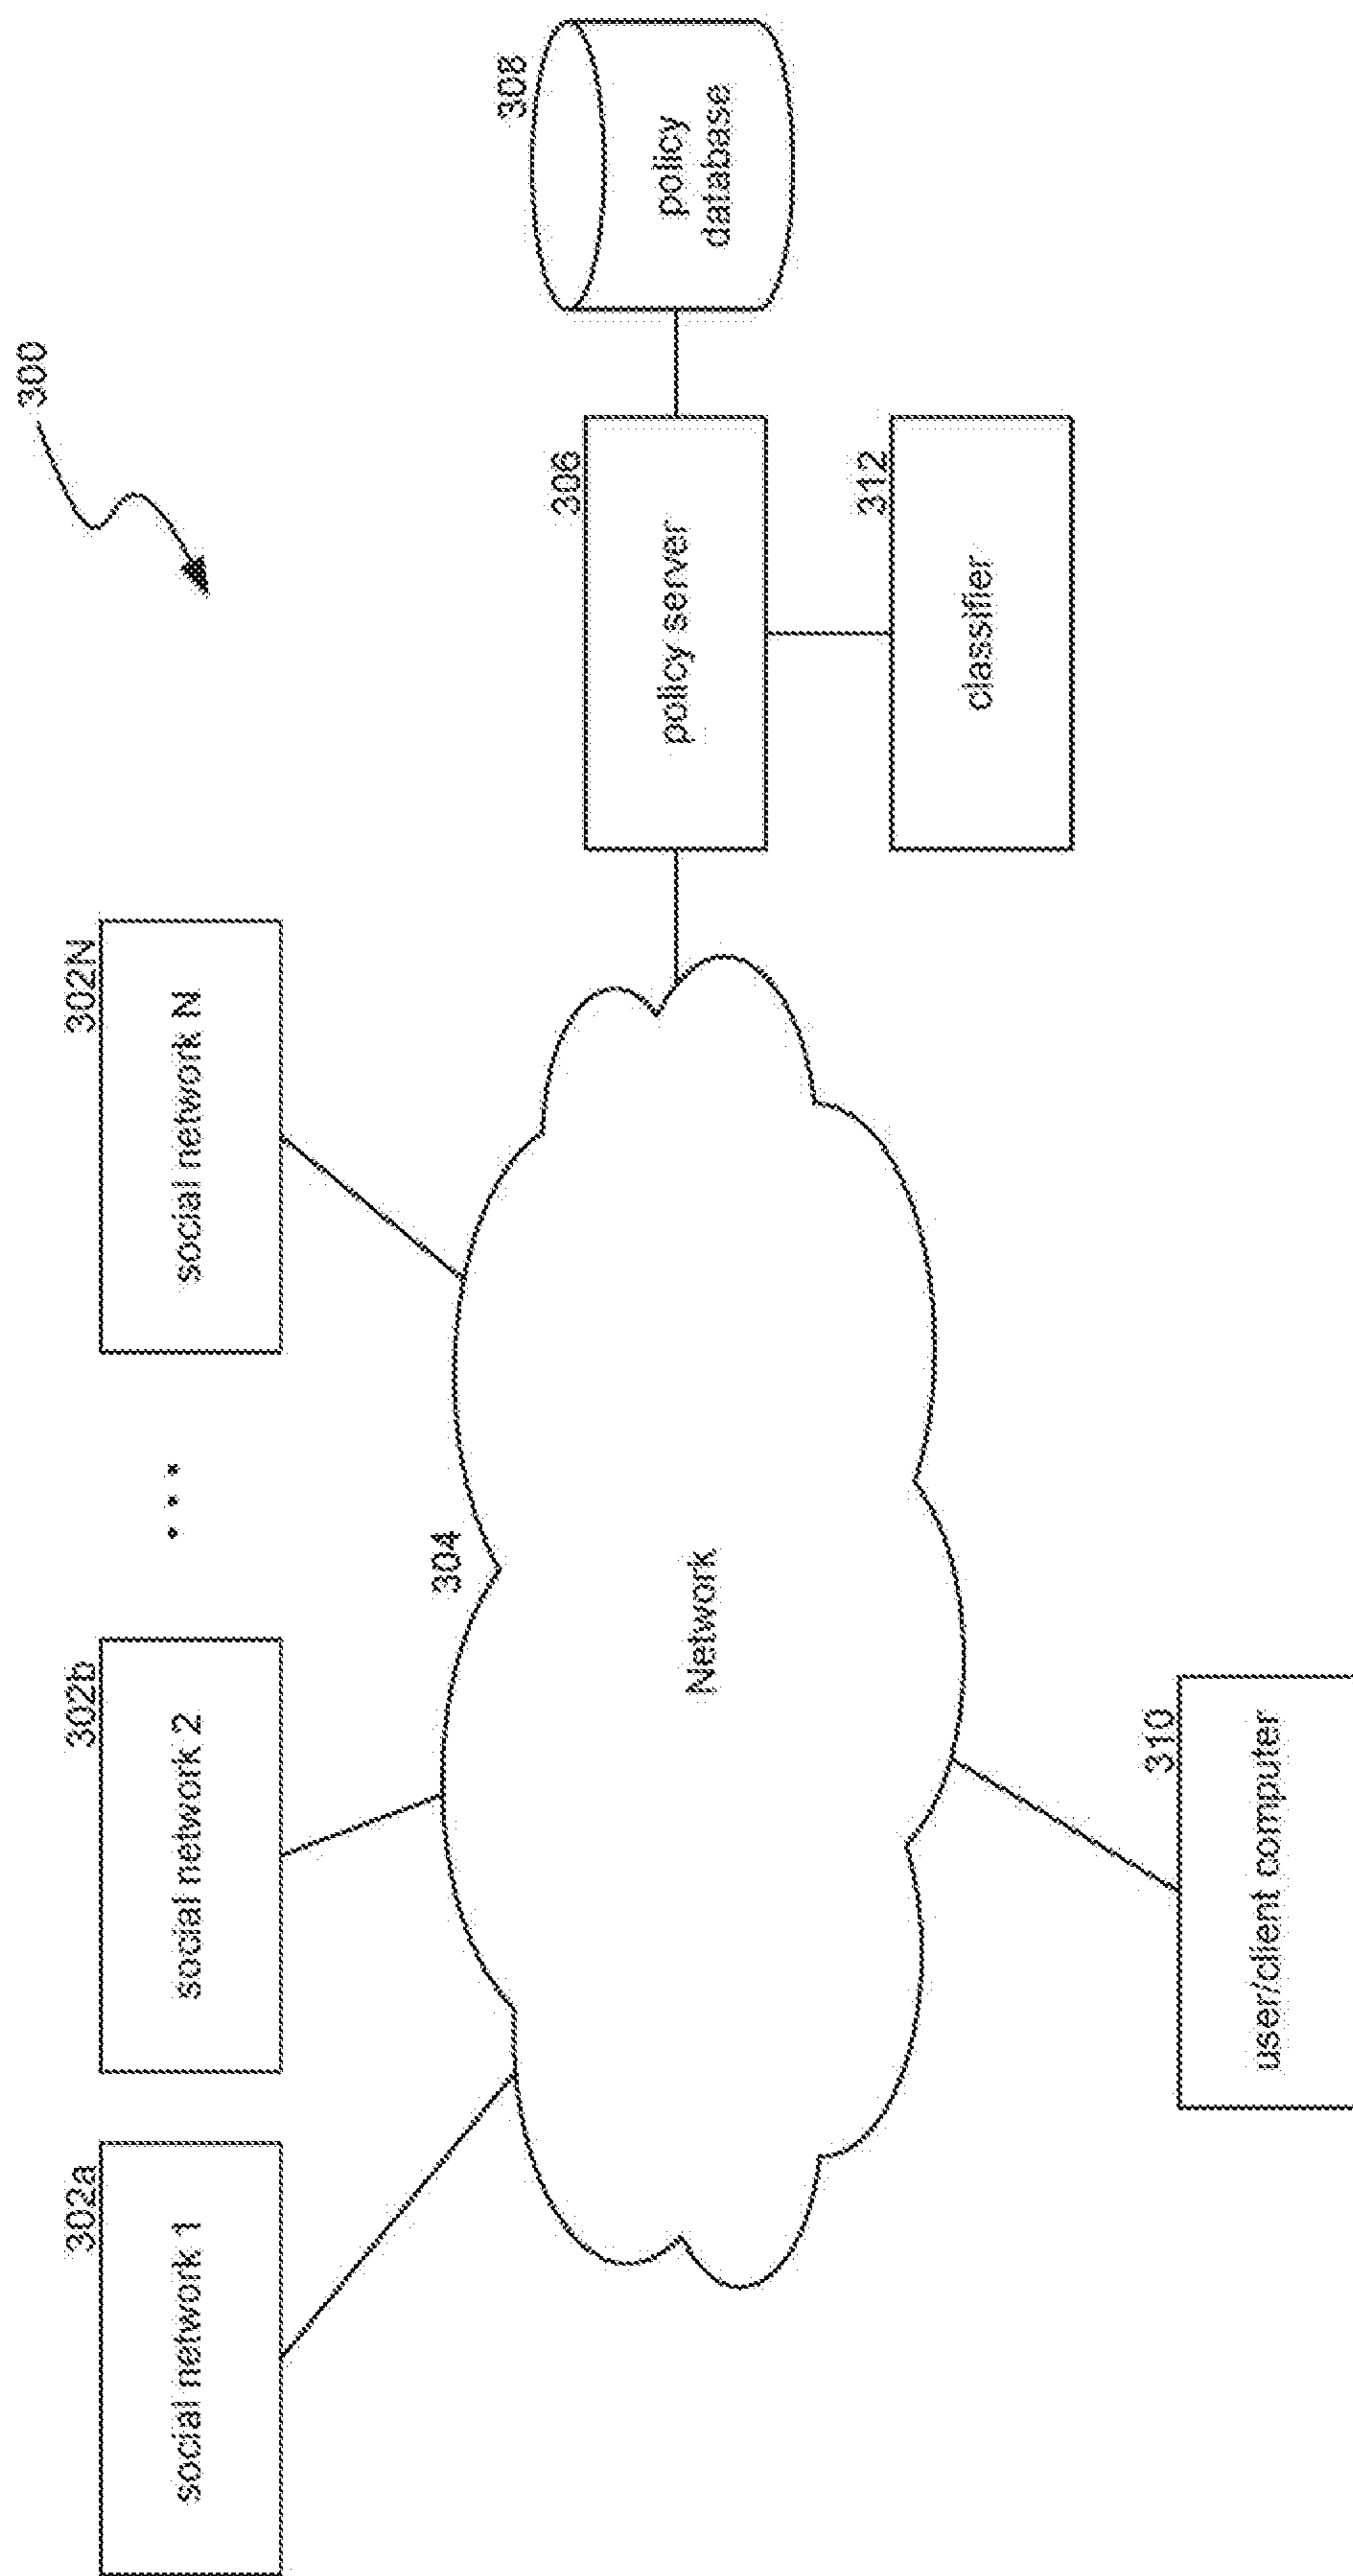 300
302a
social network 1
302b
social network 2
. . .
302N
social network N
304
Network
306
policy server
308
policy
database
310
user/client computer
312
classifier